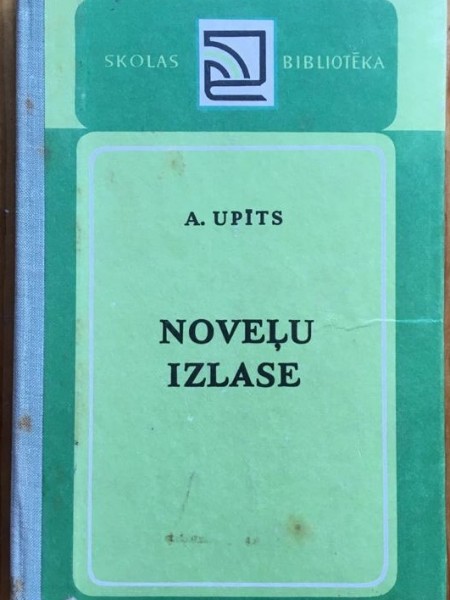 SKOLAS BIBLIOTĒKA
A. UPĪTS
NOVEĻU
IZLASE